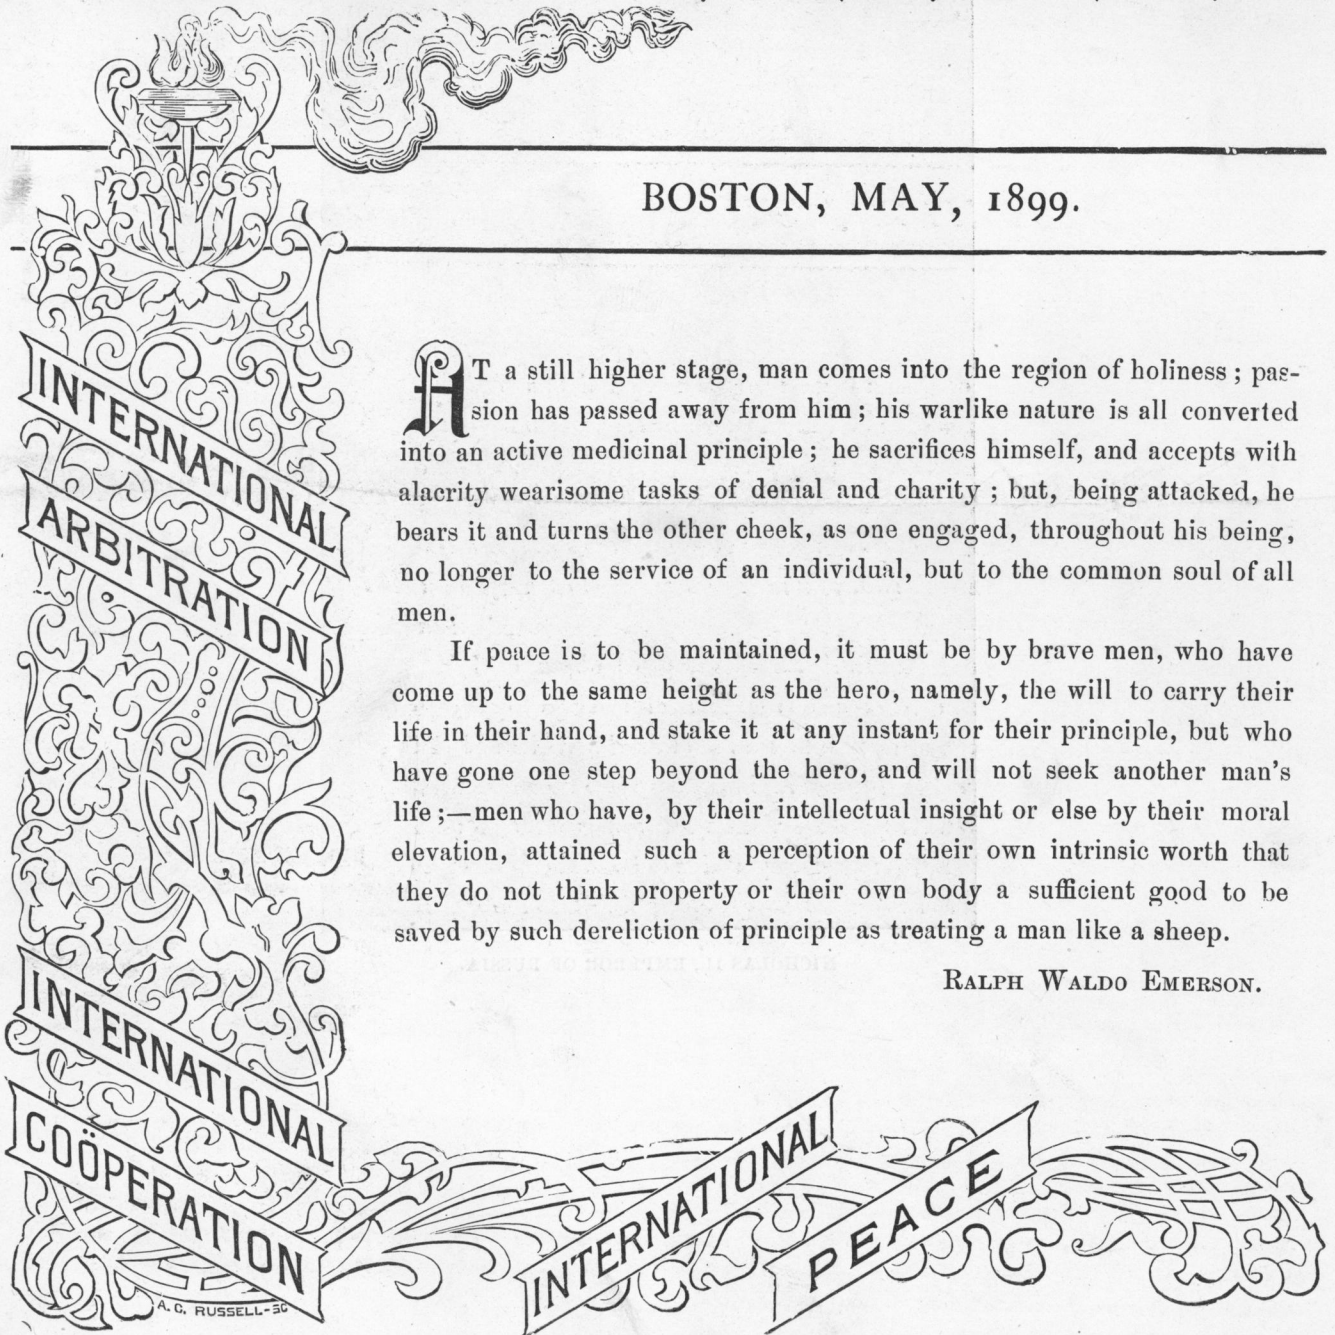 BOSTON, MAY, 1899.
AT a still higher stage, man comes into the region of holiness; pas-
sion has passed away from him; his warlike nature is all converted
into an active medicinal principle; he sacrifices himself, and accepts with
alacrity wearisome tasks of denial and charity; but, being attacked, he
bears it and turns the other cheek, as one engaged, throughout his being,
no longer to the service of an individual, but to the common soul of all
men.
If peace is to be maintained, it must be by brave men, who have
come up to the same height as the hero, namely, the will to carry their
life in their hand, and stake it at any instant for their principle, but who
have gone one step beyond the hero, and will not seek another man's
life;—men who have, by their intellectual insight or else by their moral
elevation, attained such a perception of their own intrinsic worth that
they do not think property or their own body a sufficient good to be
saved by such dereliction of principle as treating a man like a sheep.
RALPH WALDO EMERSON.
INTERNATIONAL
ARBITRATION
INTERNATIONAL
COÖPERATION
INTERNATIONAL
PEACE
A. C. RUSSELL-SC